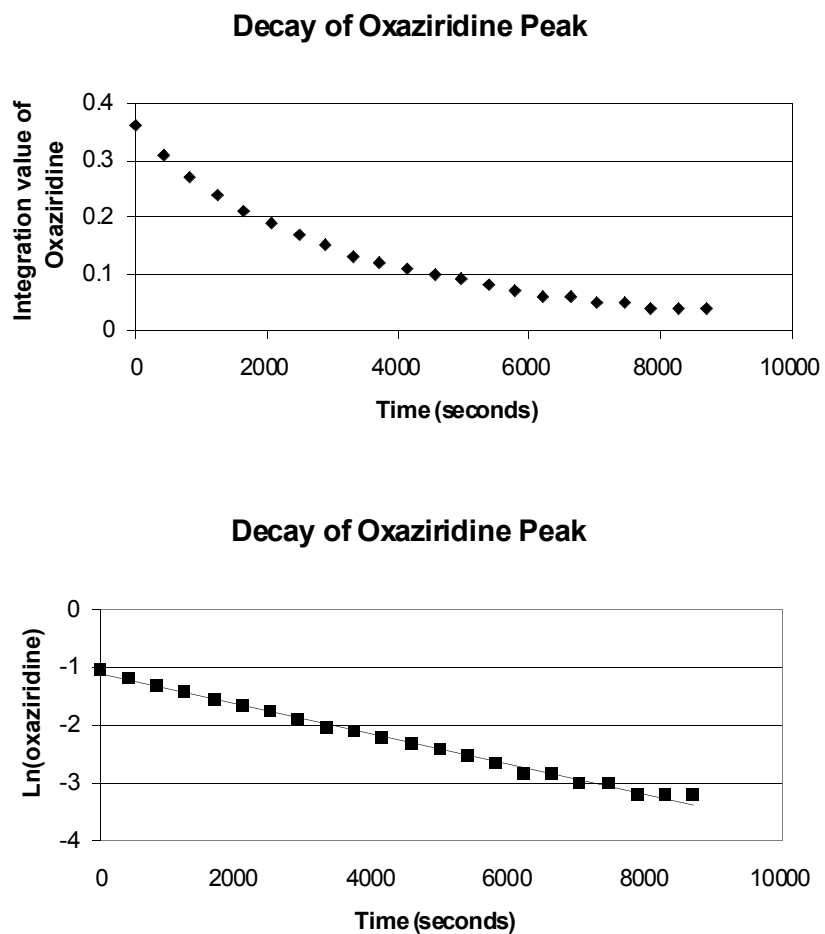 Decay of Oxaziridine Peak
Integration value of
Oxaziridine
0.4
0.3
0.2
0.1
0
0 2000 4000 6000 8000 10000
Time (seconds)
Decay of Oxaziridine Peak
Ln(oxaziridine)
0
-1
-2
-3
-4
0 2000 4000 6000 8000 10000
Time (seconds)